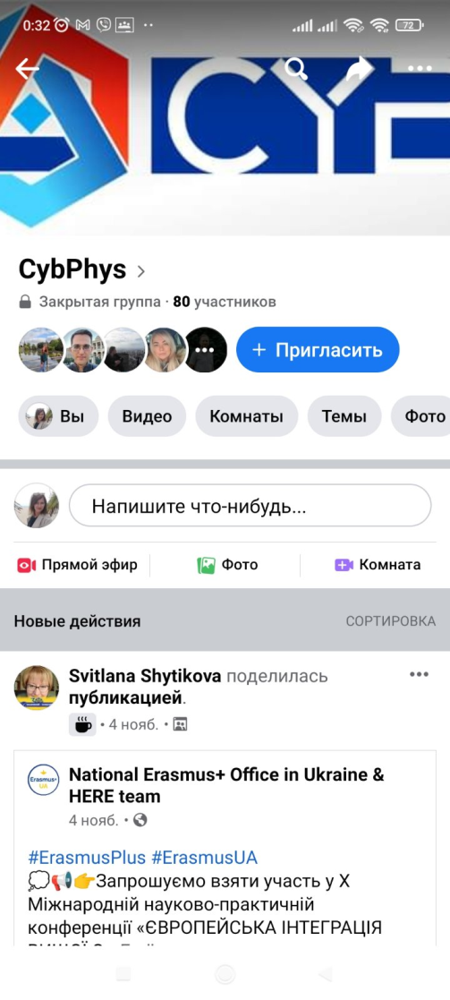 0:32
72
CYB
CybPhys
Закрытая группа · 80 участников
+ Пригласить
Вы
Видео
Комнаты
Темы
Фото
Напишите что-нибудь...
Прямой эфир
Фото
Комната
Новые действия
СОРТИРОВКА
Svitlana Shytikova поделилась
публикацией.
• 4 нояб. •
Erasmus+
UA
National Erasmus+ Office in Ukraine &
HERE team
4 нояб. •
#ErasmusPlus #ErasmusUA
💭📢👉Запрошуємо взяти участь у X
Міжнародній науково-практичній
конференції «ЄВРОПЕЙСЬКА ІНТЕГРАЦІЯ